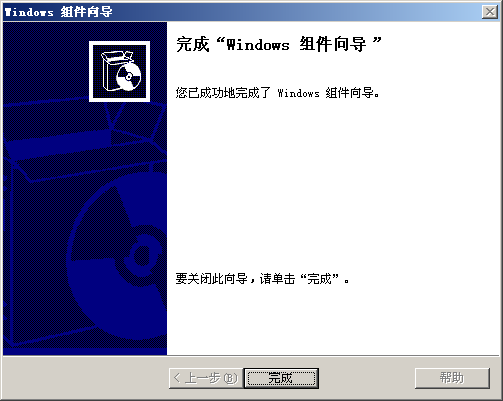 Windows 组件向导
完成“Windows 组件向导 ”
您已成功地完成了 Windows 组件向导。
要关闭此向导，请单击“完成”。
< 上一步(B)
完成
帮助